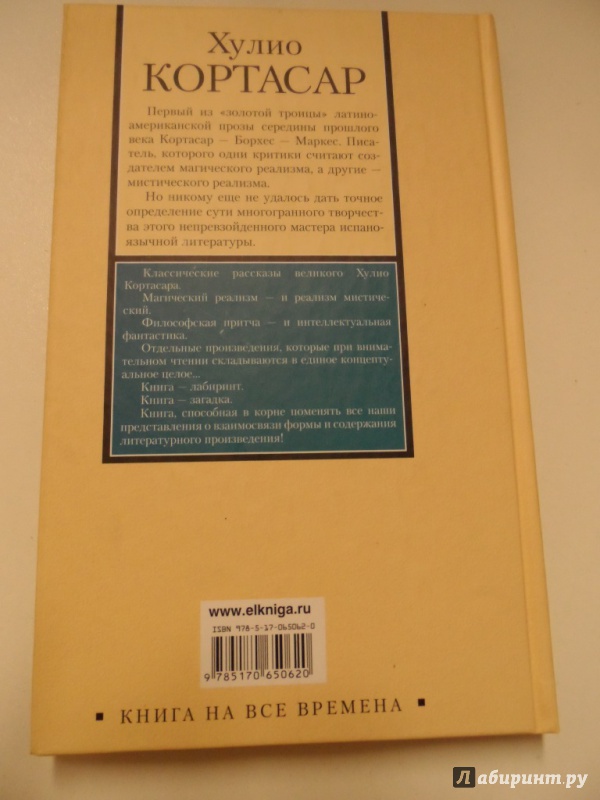 Хулио
КОРТАСАР
Первый из «золотой троицы» латино-
американской прозы середины прошлого
века Кортасар — Борхес — Маркес. Писа-
тель, которого одни критики считают соз-
дателем магического реализма, а другие —
мистического реализма.
Но никому еще не удалось дать точное
определение сути многогранного творчест-
ва этого непревзойденного мастера испано-
язычной литературы.
Классические рассказы великого Хулио
Кортасара.
Магический реализм — и реализм мистиче-
ский.
Философская притча — и интеллектуальная
фантастика.
Отдельные произведения, которые при внима-
тельном чтении складываются в единое концепту-
альное целое...
Книга — лабиринт.
Книга — загадка.
Книга, способная в корне поменять все наши
представления о взаимосвязи формы и содержания
литературного произведения!
www.elkniga.ru
ISBN 978-5-17-065062-0
9 785170 650620
▪ КНИГА НА ВСЕ ВРЕМЕНА ▪
Лабиринт.ру